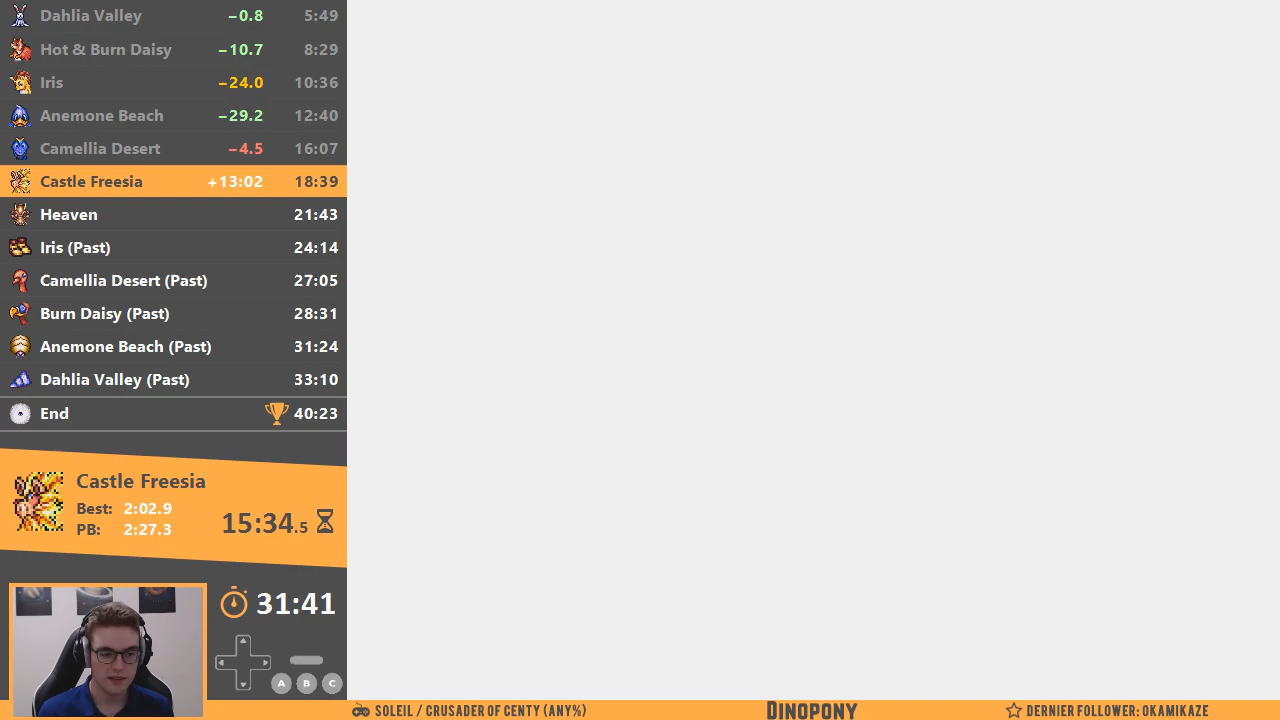 Dahlia Valley −0.8 5:49
Hot & Burn Daisy −10.7 8:29
Iris −24.0 10:36
Anemone Beach −29.2 12:40
Camellia Desert −4.5 16:07
Castle Freesia +13:02 18:39
Heaven 21:43
Iris (Past) 24:14
Camellia Desert (Past) 27:05
Burn Daisy (Past) 28:31
Anemone Beach (Past) 31:24
Dahlia Valley (Past) 33:10
End 40:23
Castle Freesia
Best: 2:02.9
PB: 2:27.3
15:34.5
31:41
A B C
SOLEIL / CRUSADER OF CENTY (ANY%) DINOPONY DERNIER FOLLOWER: OKAMIKAZE